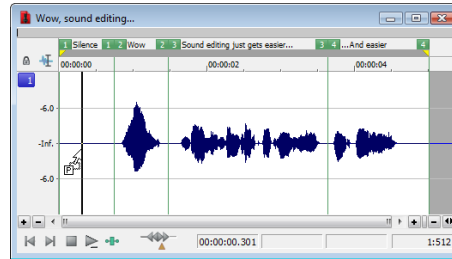 Wow, sound editing...
1 Silence 1 2 Wow 2 3 Sound editing just gets easier... 3 4 ...And easier 4
00:00:00 ,00:00:02 ,00:00:04
1
-6.0
-Inf.
-6.0
P
00:00:00.301 1:512